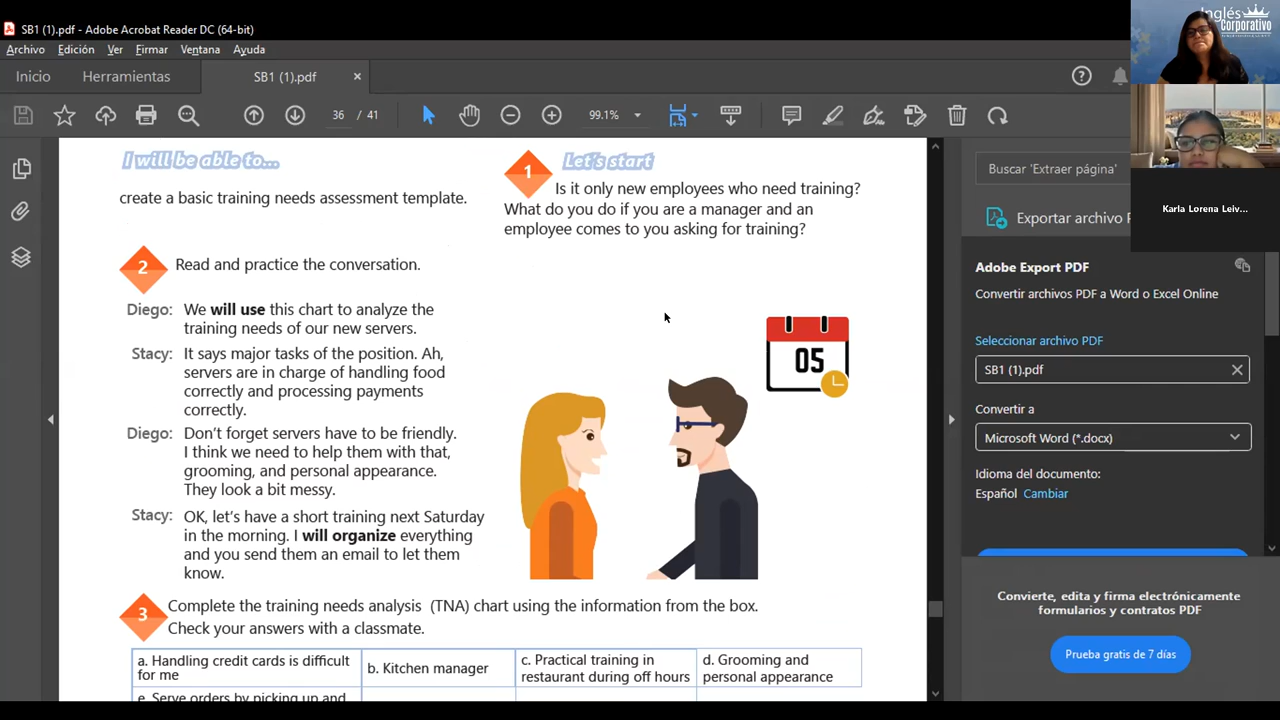 SB1 (1).pdf - Adobe Acrobat Reader DC (64-bit)
Archivo Edición Ver Firmar Ventana Ayuda
Inicio Herramientas SB1 (1).pdf ×
36 / 41 99.1%
Inglés
Corporativo
Karla Lorena Leiv...
I will be able to...
create a basic training needs assessment template.
1 Let's start
Is it only new employees who need training?
What do you do if you are a manager and an
employee comes to you asking for training?
2 Read and practice the conversation.
Diego: We will use this chart to analyze the
training needs of our new servers.
Stacy: It says major tasks of the position. Ah,
servers are in charge of handling food
correctly and processing payments
correctly.
Diego: Don't forget servers have to be friendly.
I think we need to help them with that,
grooming, and personal appearance.
They look a bit messy.
Stacy: OK, let's have a short training next Saturday
in the morning. I will organize everything
and you send them an email to let them
know.
05
3 Complete the training needs analysis (TNA) chart using the information from the box.
Check your answers with a classmate.
a. Handling credit cards is difficult
for me
b. Kitchen manager
c. Practical training in
restaurant during off hours
d. Grooming and
personal appearance
e. Serve orders by picking up and
Buscar 'Extraer página'
Exportar archivo P
Adobe Export PDF
Convertir archivos PDF a Word o Excel Online
Seleccionar archivo PDF
SB1 (1).pdf
Convertir a
Microsoft Word (*.docx)
Idioma del documento:
Español Cambiar
Convierte, edita y firma electrónicamente
formularios y contratos PDF
Prueba gratis de 7 días